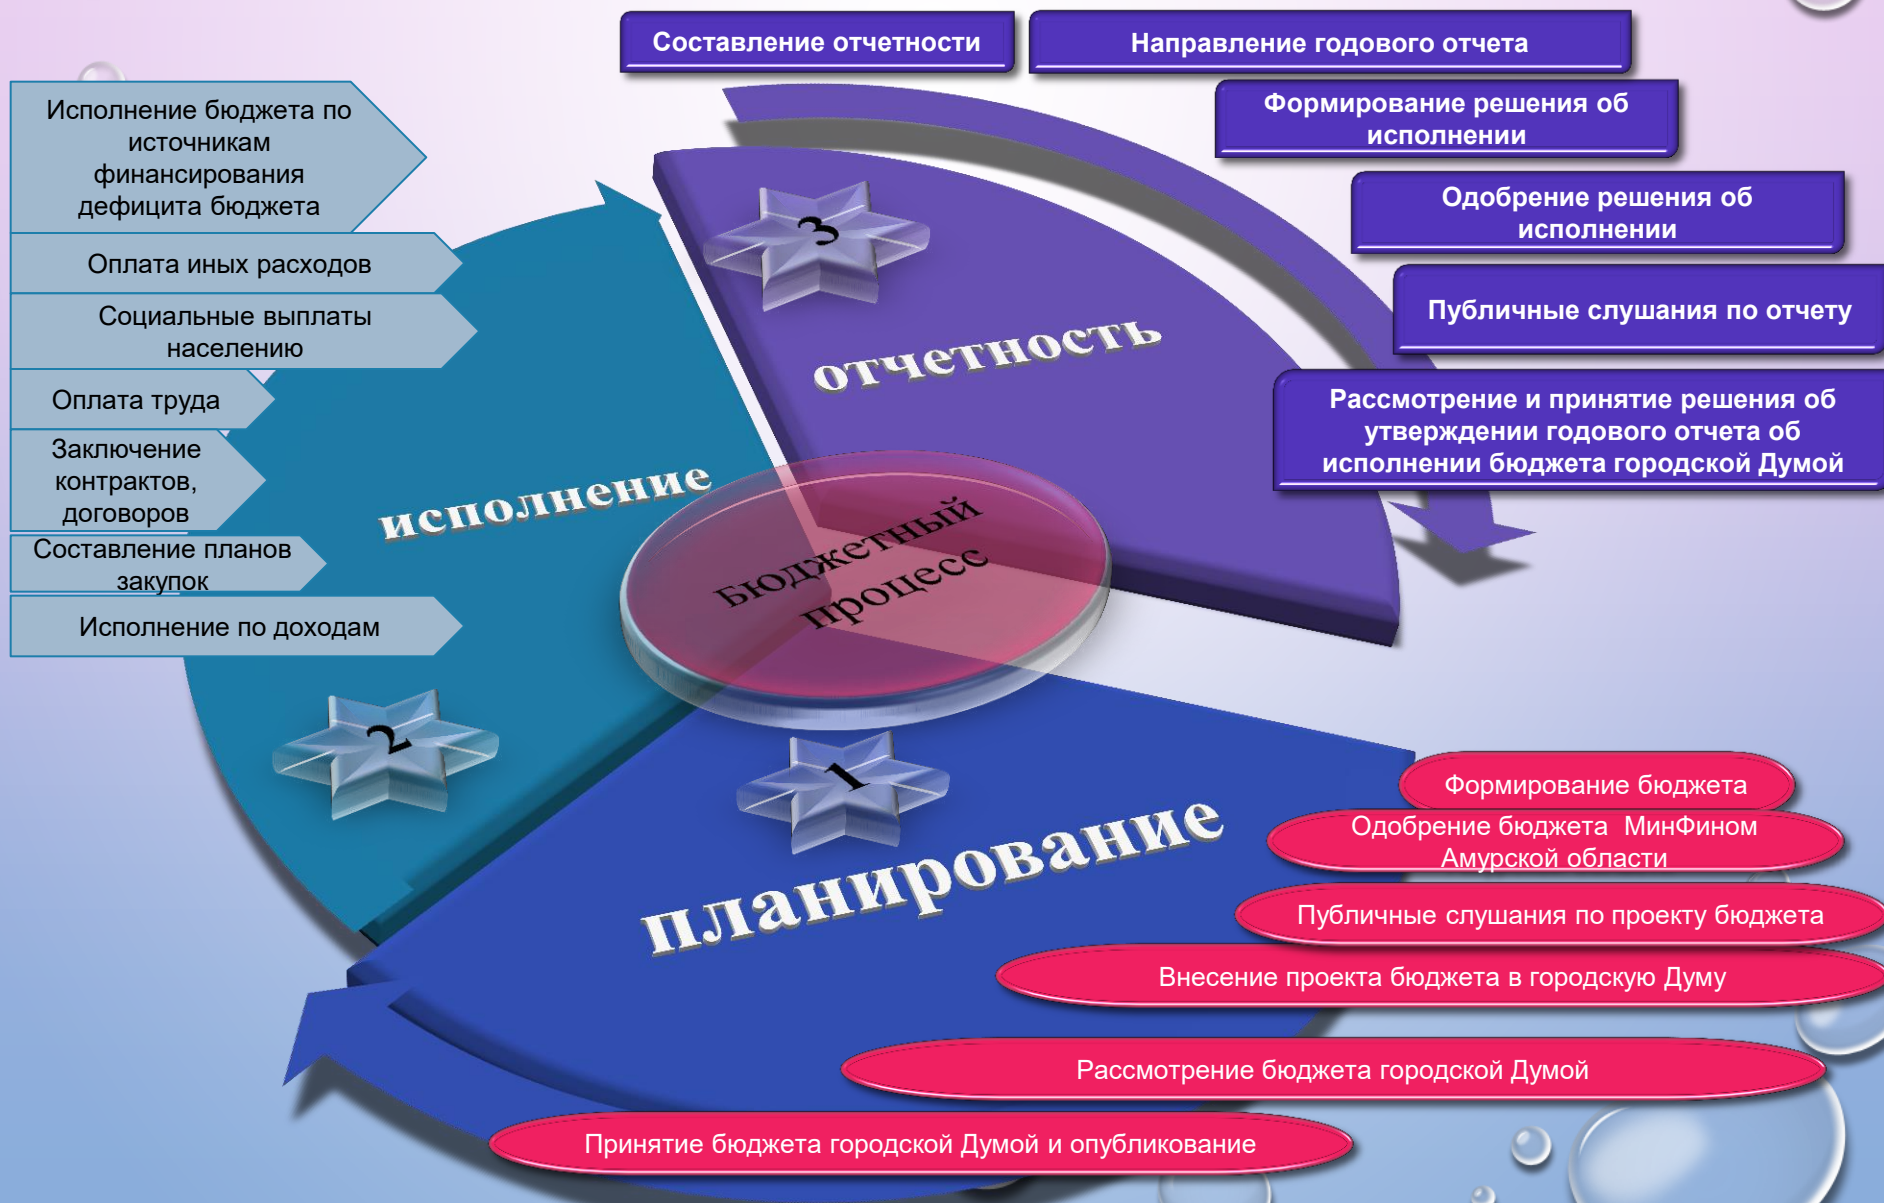 Составление отчетности
Направление годового отчета
Формирование решения об
исполнении
Одобрение решения об
исполнении
Публичные слушания по отчету
Рассмотрение и принятие решения об
утверждении годового отчета об
исполнении бюджета городской Думой
Исполнение бюджета по
источникам
финансирования
дефицита бюджета
Оплата иных расходов
Социальные выплаты
населению
Оплата труда
Заключение
контрактов,
договоров
Составление планов
закупок
Исполнение по доходам
3
отчетность
исполнение
2
Бюджетный
процесс
1
планирование
Формирование бюджета
Одобрение бюджета МинФином
Амурской области
Публичные слушания по проекту бюджета
Внесение проекта бюджета в городскую Думу
Рассмотрение бюджета городской Думой
Принятие бюджета городской Думой и опубликование